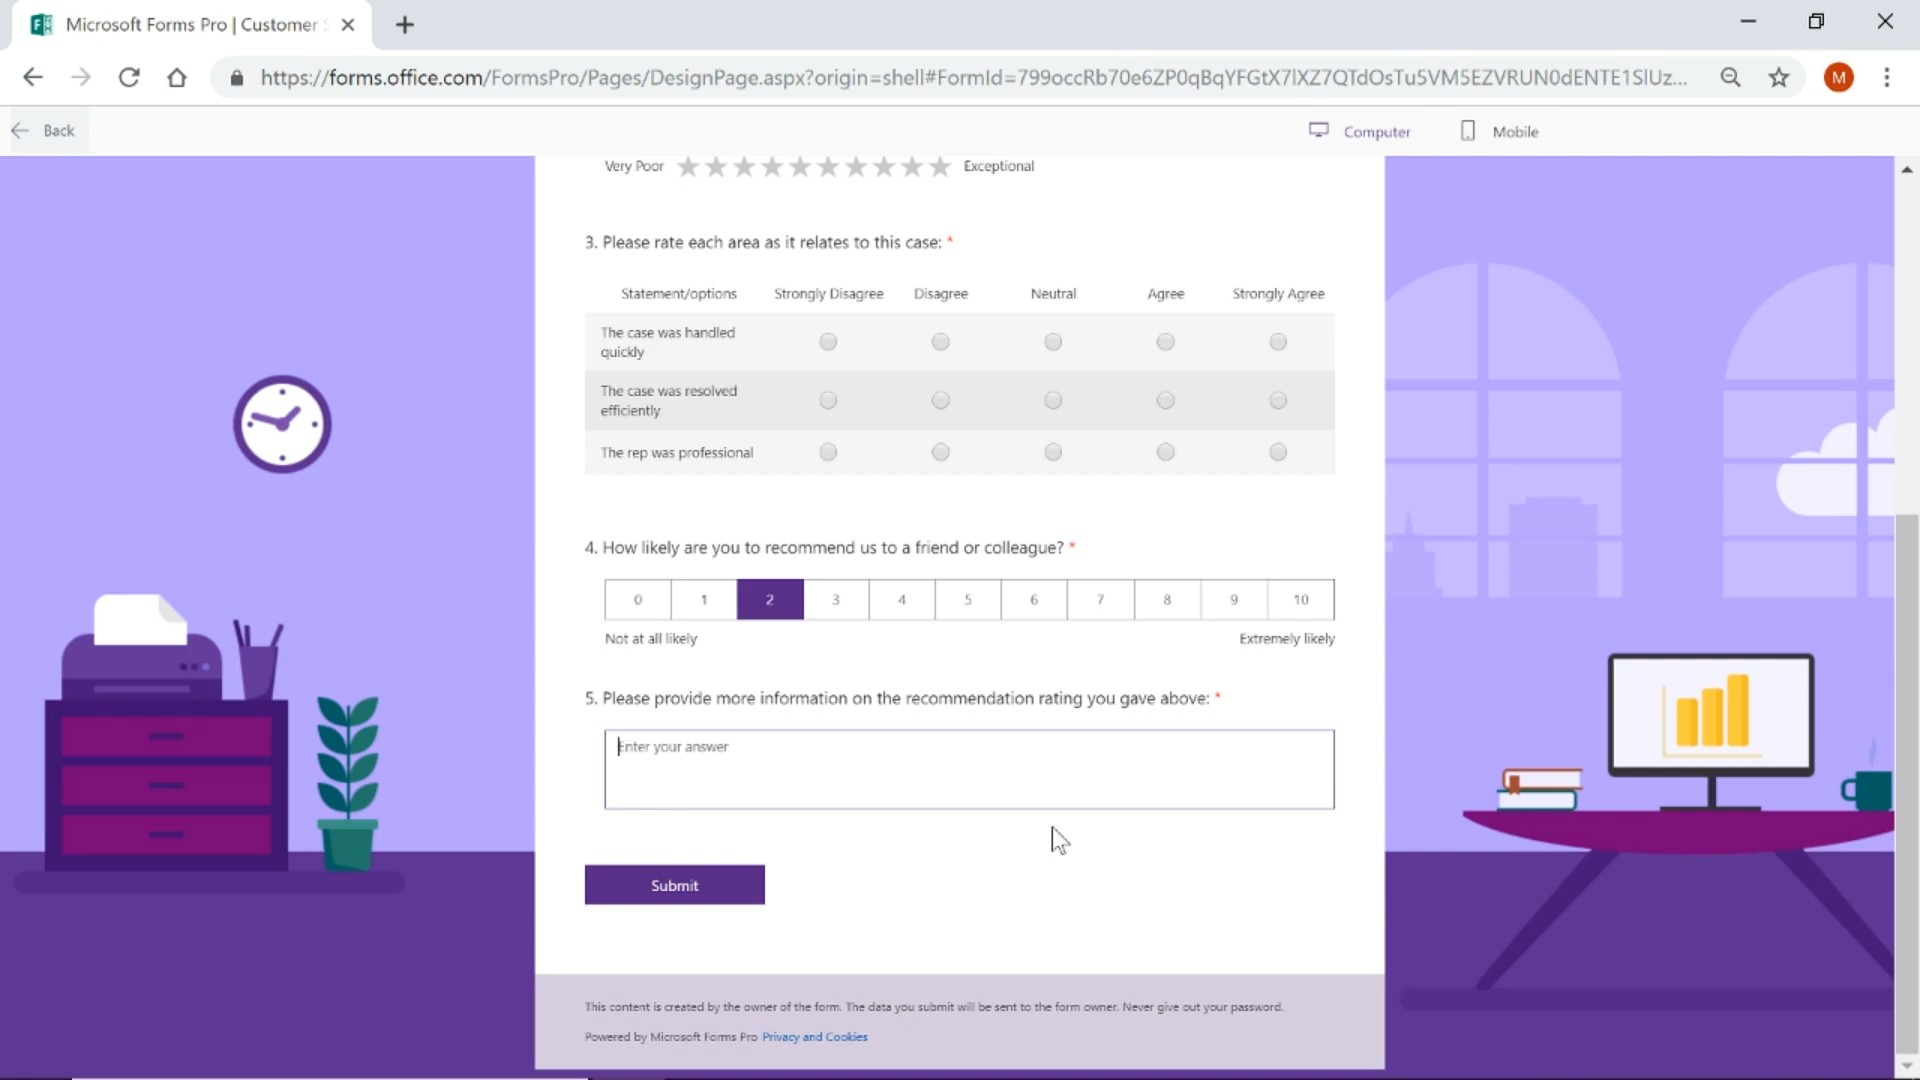 Microsoft Forms Pro | Customer
https://forms.office.com/FormsPro/Pages/DesignPage.aspx?origin=shell#FormId=799occRb70e6ZP0qBqYFGtX7lXZ7QTdOsTu5VM5EZVRUN0dENTE1SlUz...
M
Back
Computer
Mobile
Very Poor
Exceptional
3. Please rate each area as it relates to this case: *
Statement/options Strongly Disagree Disagree Neutral Agree Strongly Agree
The case was handled
quickly
The case was resolved
efficiently
The rep was professional
4. How likely are you to recommend us to a friend or colleague? *
0 1 2 3 4 5 6 7 8 9 10
Not at all likely Extremely likely
5. Please provide more information on the recommendation rating you gave above: *
Enter your answer
Submit
This content is created by the owner of the form. The data you submit will be sent to the form owner. Never give out your password.
Powered by Microsoft Forms Pro Privacy and Cookies